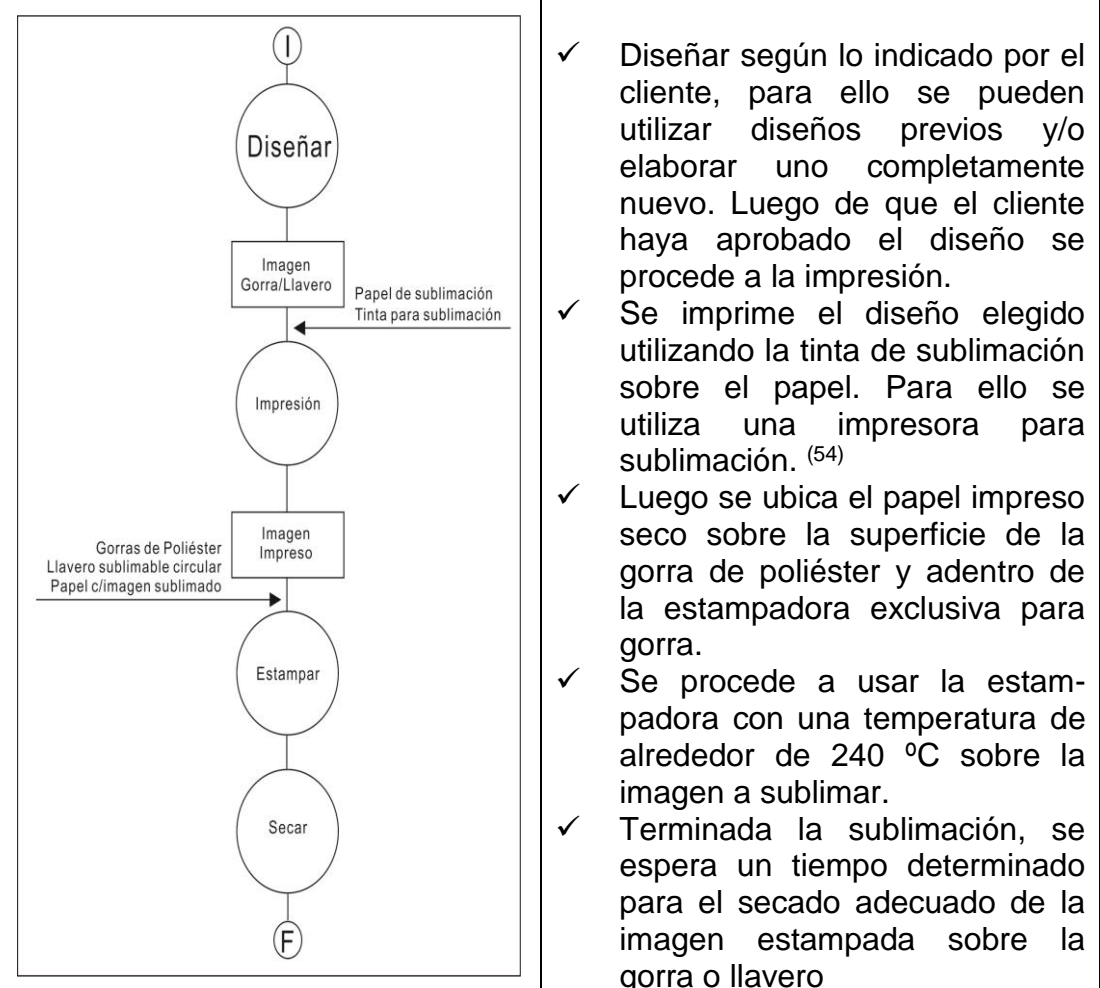 I
Diseñar
Imagen
Gorra/Llavero
Papel de sublimación
Tinta para sublimación
Impresión
Imagen
Impreso
Gorras de Poliéster
Llavero sublimable circular
Papel c/imagen sublimado
Estampar
Secar
F
✓ Diseñar según lo indicado por el
cliente, para ello se pueden
utilizar diseños previos y/o
elaborar uno completamente
nuevo. Luego de que el cliente
haya aprobado el diseño se
procede a la impresión.
✓ Se imprime el diseño elegido
utilizando la tinta de sublimación
sobre el papel. Para ello se
utiliza una impresora para
sublimación. (54)
✓ Luego se ubica el papel impreso
seco sobre la superficie de la
gorra de poliéster y adentro de
la estampadora exclusiva para
gorra.
✓ Se procede a usar la estam-
padora con una temperatura de
alrededor de 240 ºC sobre la
imagen a sublimar.
✓ Terminada la sublimación, se
espera un tiempo determinado
para el secado adecuado de la
imagen estampada sobre la
gorra o llavero